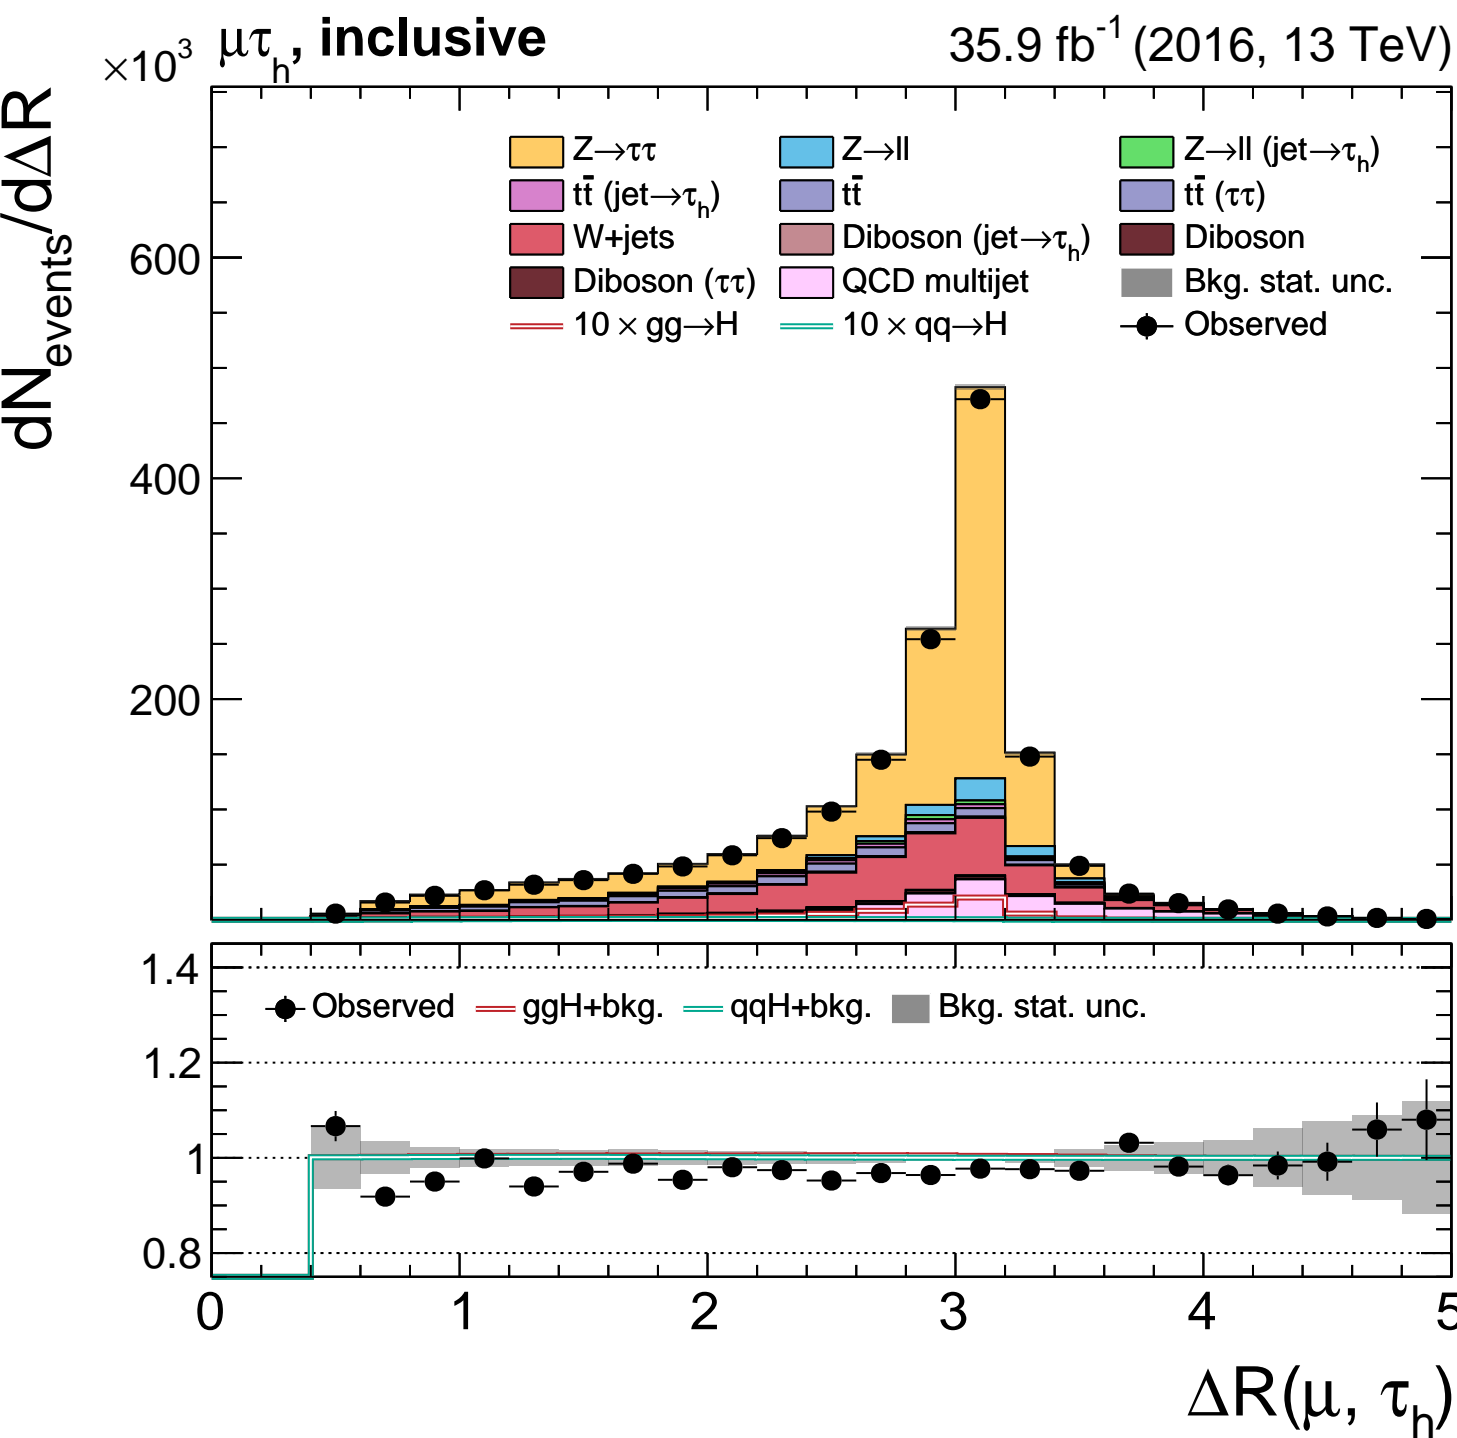 ×10³ μτₕ, inclusive 35.9 fb⁻¹ (2016, 13 TeV)
dN_events/dΔR
Z→ττ Z→ll Z→ll (jet→τₕ)
tt̄ (jet→τₕ) tt̄ tt̄ (ττ)
W+jets Diboson (jet→τₕ) Diboson
Diboson (ττ) QCD multijet Bkg. stat. unc.
10 × gg→H 10 × qq→H Observed
600
400
200
1.4
Observed ggH+bkg. qqH+bkg. Bkg. stat. unc.
1.2
1
0.8
0 1 2 3 4 5
ΔR(μ, τₕ)